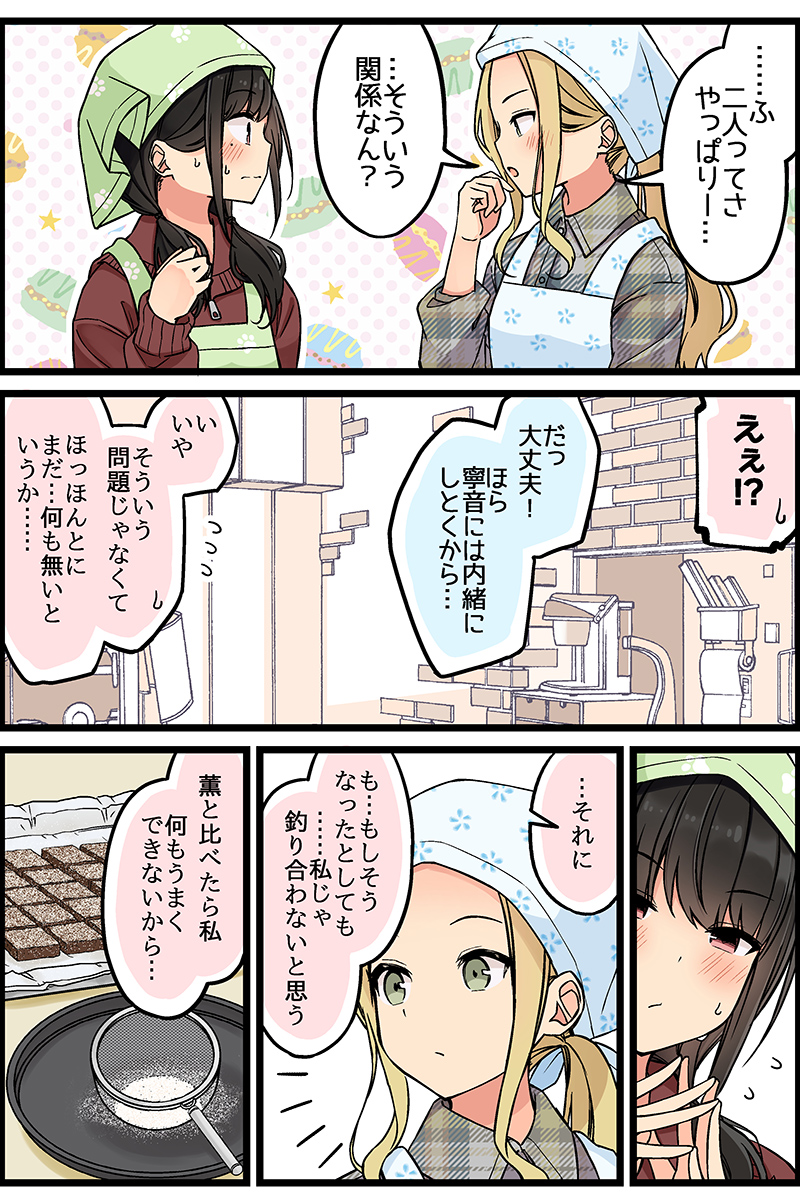 ……ふ
二人ってさ
やっぱりー…
…そういう
関係なん？
ええ!?
だっ
大丈夫！
ほら
寧音には内緒に
しとくから…
い
いや
そういう
問題じゃなくて
ほっほんとに
まだ…何も無いと
いうか……
…それに
も…もしそう
なったとしても
……私じゃ
釣り合わないと思う
薫と比べたら私
何もうまく
できないから…